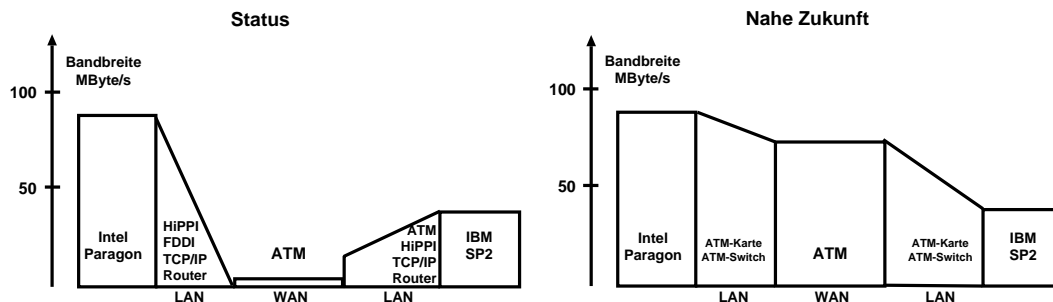 Status
Bandbreite
MByte/s
100
50
Intel
Paragon
HiPPI
FDDI
TCP/IP
Router
ATM
ATM
HiPPI
TCP/IP
Router
IBM
SP2
LAN
WAN
LAN
Nahe Zukunft
Bandbreite
MByte/s
100
50
Intel
Paragon
ATM-Karte
ATM-Switch
ATM
ATM-Karte
ATM-Switch
IBM
SP2
LAN
WAN
LAN